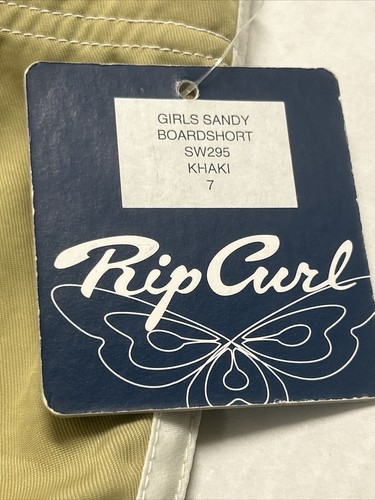 GIRLS SANDY
BOARDSHORT
SW295
KHAKI
7
Rip Curl